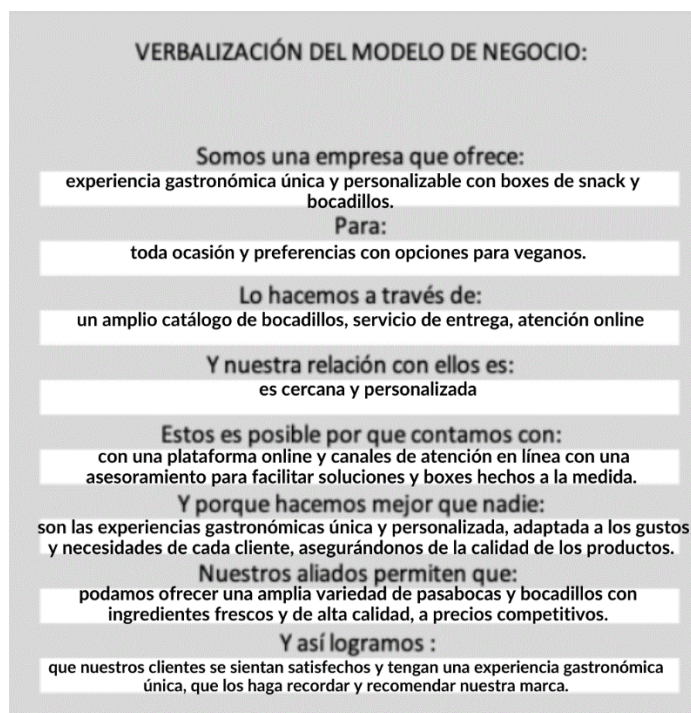 VERBALIZACIÓN DEL MODELO DE NEGOCIO:
Somos una empresa que ofrece:
experiencia gastronómica única y personalizable con boxes de snack y
bocadillos.
Para:
toda ocasión y preferencias con opciones para veganos.
Lo hacemos a través de:
un amplio catálogo de bocadillos, servicio de entrega, atención online
Y nuestra relación con ellos es:
es cercana y personalizada
Estos es posible por que contamos con:
con una plataforma online y canales de atención en línea con una
asesoramiento para facilitar soluciones y boxes hechos a la medida.
Y porque hacemos mejor que nadie:
son las experiencias gastronómicas única y personalizada, adaptada a los gustos
y necesidades de cada cliente, asegurándonos de la calidad de los productos.
Nuestros aliados permiten que:
podamos ofrecer una amplia variedad de pasabocas y bocadillos con
ingredientes frescos y de alta calidad, a precios competitivos.
Y así logramos :
que nuestros clientes se sientan satisfechos y tengan una experiencia gastronómica
única, que los haga recordar y recomendar nuestra marca.